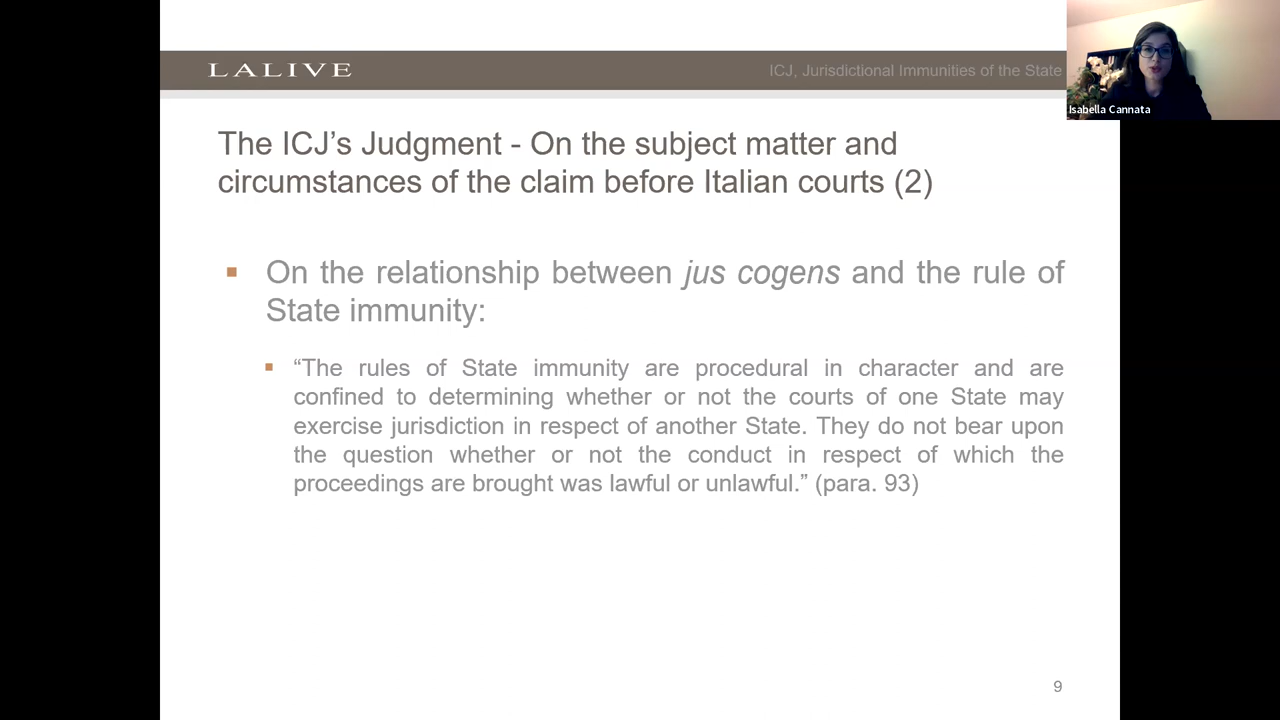 LALIVE
ICJ, Jurisdictional Immunities of the State
Isabella Cannata
The ICJ’s Judgment - On the subject matter and
circumstances of the claim before Italian courts (2)
▪ On the relationship between jus cogens and the rule of
State immunity:
▪ “The rules of State immunity are procedural in character and are
confined to determining whether or not the courts of one State may
exercise jurisdiction in respect of another State. They do not bear upon
the question whether or not the conduct in respect of which the
proceedings are brought was lawful or unlawful.” (para. 93)
9